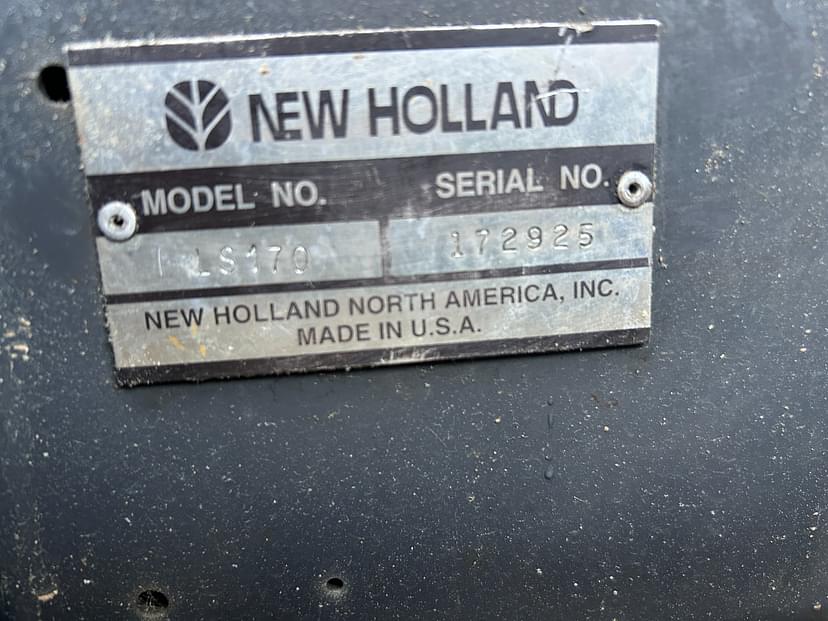 NEW HOLLAND
MODEL NO. SERIAL NO.
LS170 172925
NEW HOLLAND NORTH AMERICA, INC.
MADE IN U.S.A.